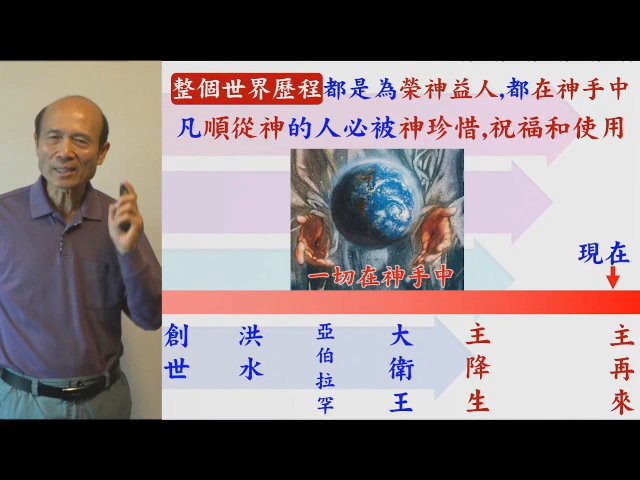 整個世界歷程都是為榮神益人,都在神手中
凡順從神的人必被神珍惜,祝福和使用
一切在神手中
現在
創世
洪水
亞伯拉罕
大衛王
主降生
主再來